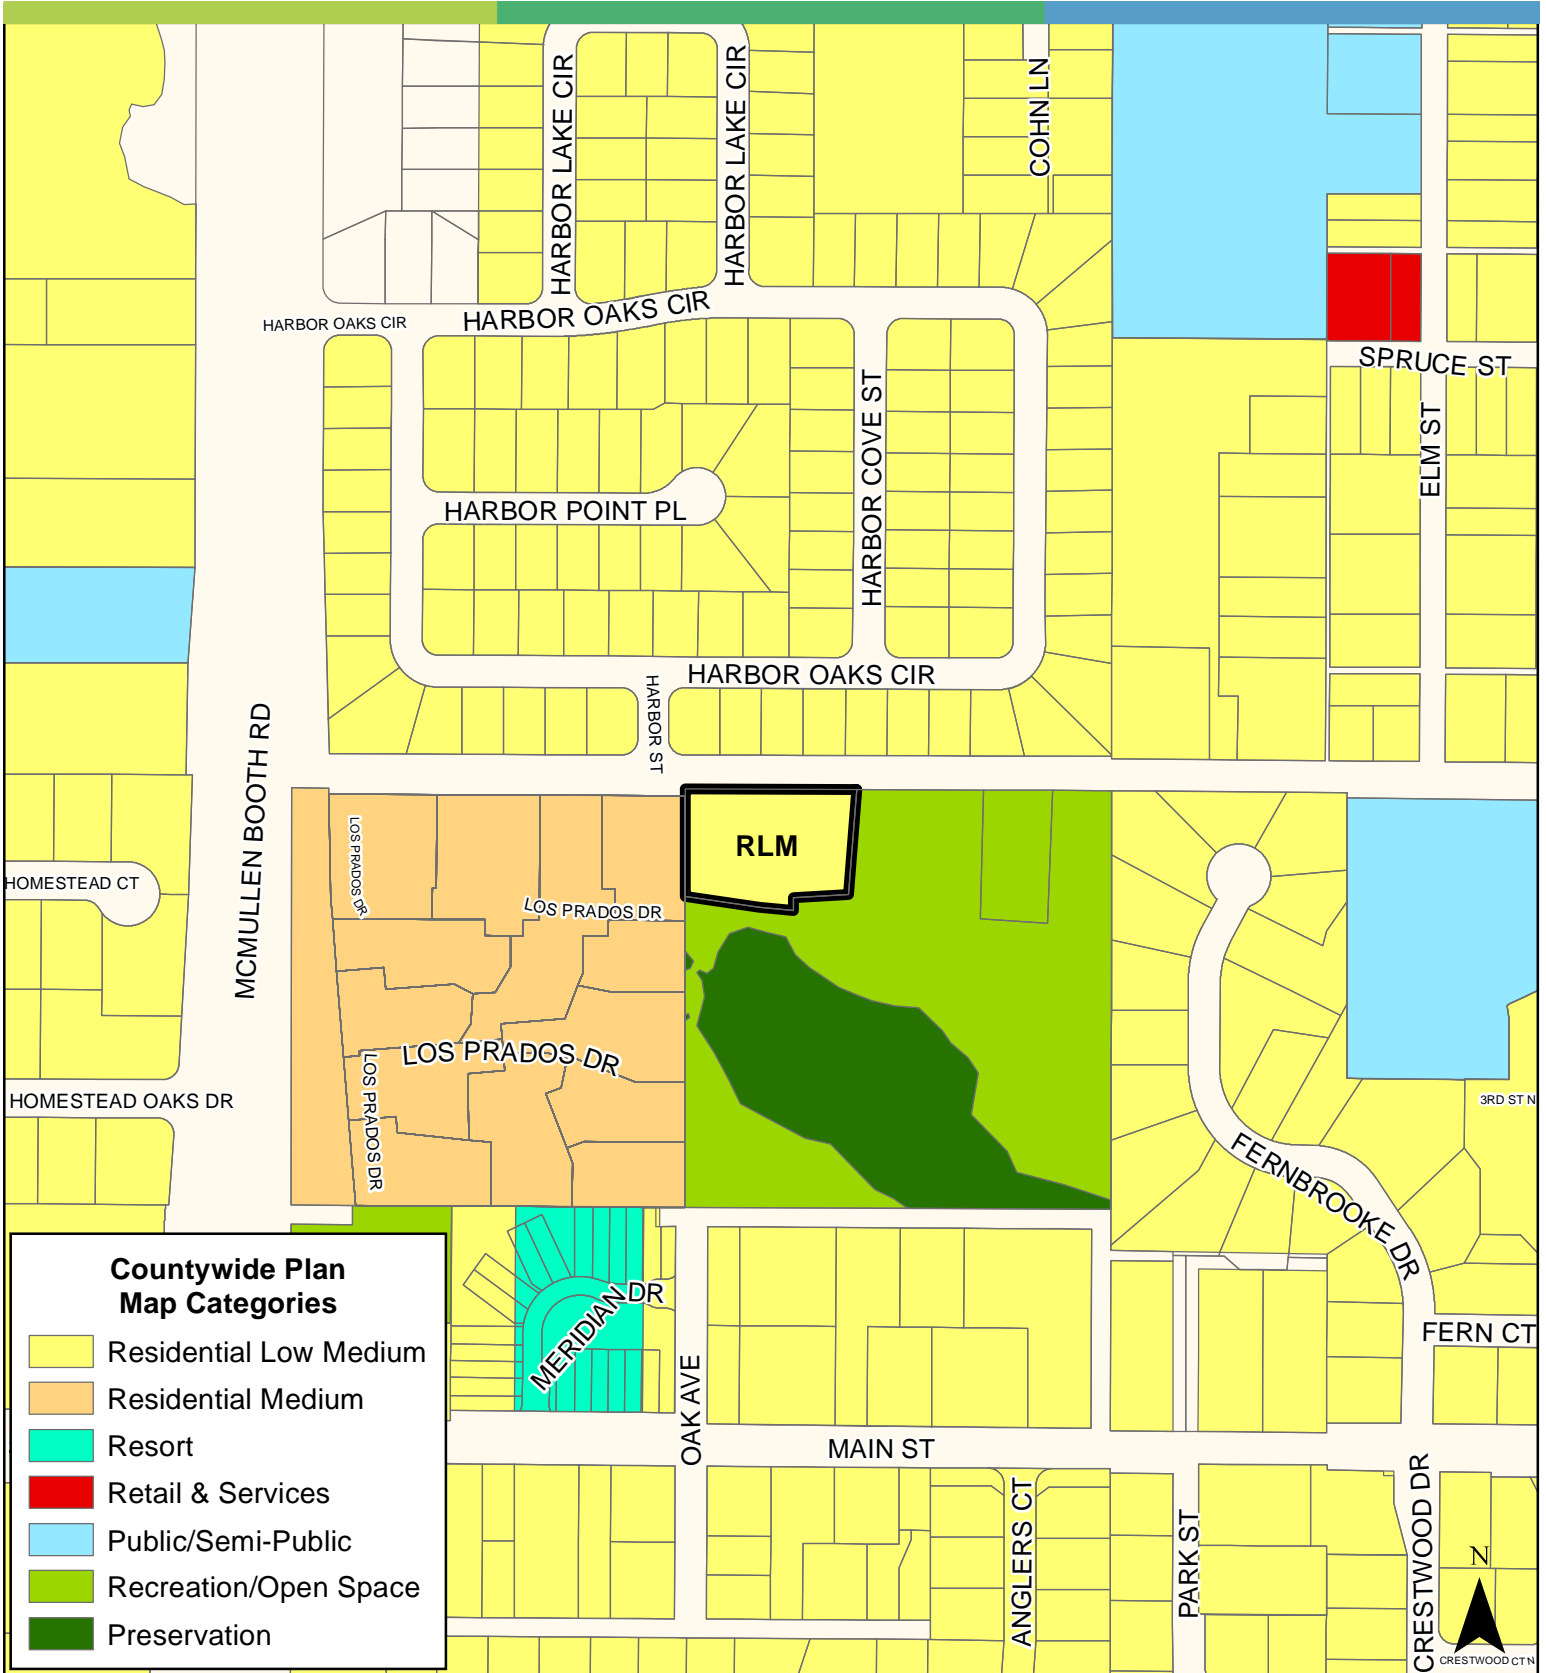 HARBOR LAKE CIR
HARBOR LAKE CIR
COHN LN
HARBOR OAKS CIR
HARBOR OAKS CIR
SPRUCE ST
HARBOR COVE ST
ELM ST
HARBOR POINT PL
HARBOR OAKS CIR
HARBOR ST
MCMULLEN BOOTH RD
RLM
LOS PRADOS DR
HOMESTEAD CT
LOS PRADOS DR
LOS PRADOS DR
LOS PRADOS DR
HOMESTEAD OAKS DR
3RD ST N
FERNBROOKE DR
Countywide Plan
Map Categories
Residential Low Medium
Residential Medium
Resort
Retail & Services
Public/Semi-Public
Recreation/Open Space
Preservation
MERIDIAN DR
FERN CT
OAK AVE
MAIN ST
ANGLERS CT
PARK ST
CRESTWOOD DR
N
CRESTWOOD CT N